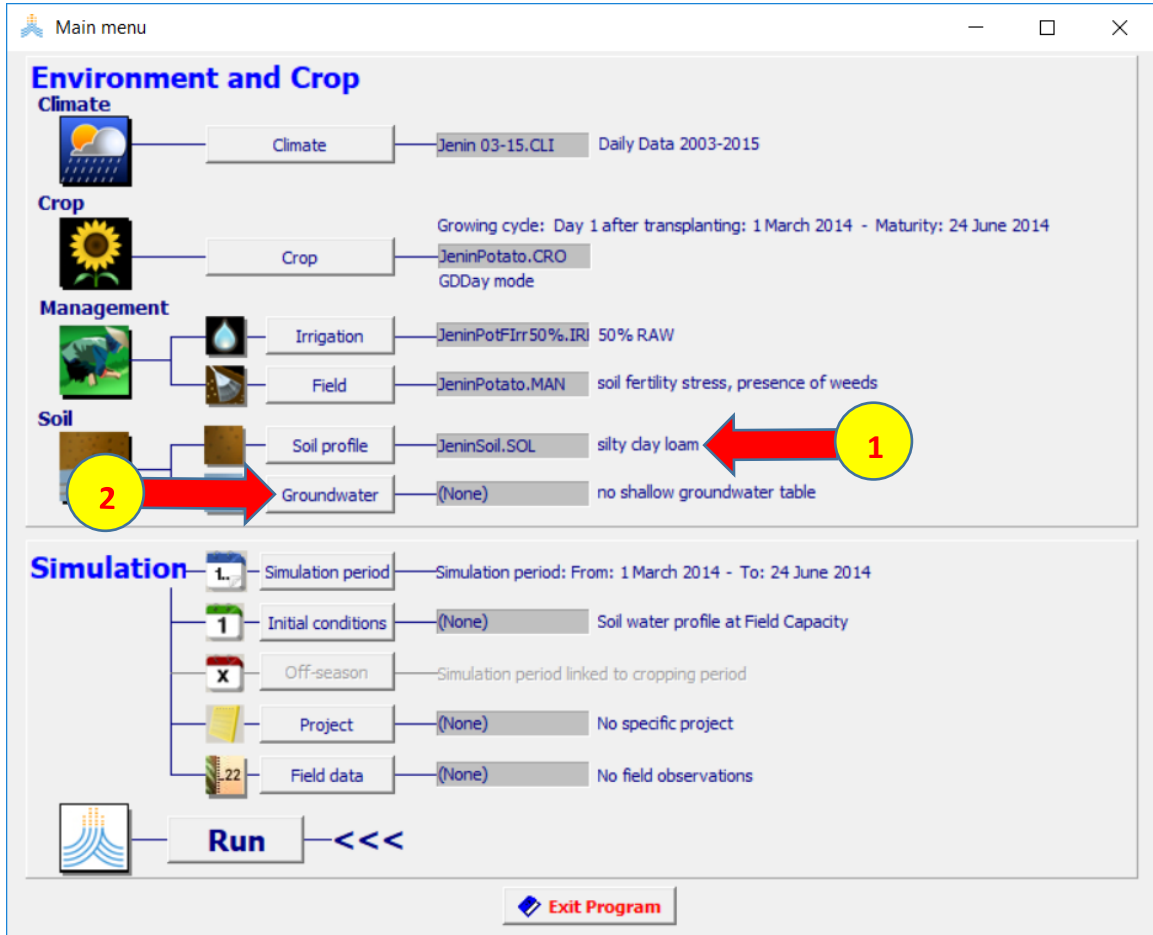 Main menu
Environment and Crop
Climate
Climate Jenin 03-15.CLI Daily Data 2003-2015
Crop
Growing cycle: Day 1 after transplanting: 1 March 2014 - Maturity: 24 June 2014
Crop JeninPotato.CRO
GDDay mode
Management
Irrigation JeninPotFIrr50%.IRI 50% RAW
Field JeninPotato.MAN soil fertility stress, presence of weeds
Soil
Soil profile JeninSoil.SOL silty clay loam 1
2 Groundwater (None) no shallow groundwater table
Simulation 1.. Simulation period Simulation period: From: 1 March 2014 - To: 24 June 2014
1 Initial conditions (None) Soil water profile at Field Capacity
X Off-season Simulation period linked to cropping period
Project (None) No specific project
.22 Field data (None) No field observations
Run <<<
Exit Program